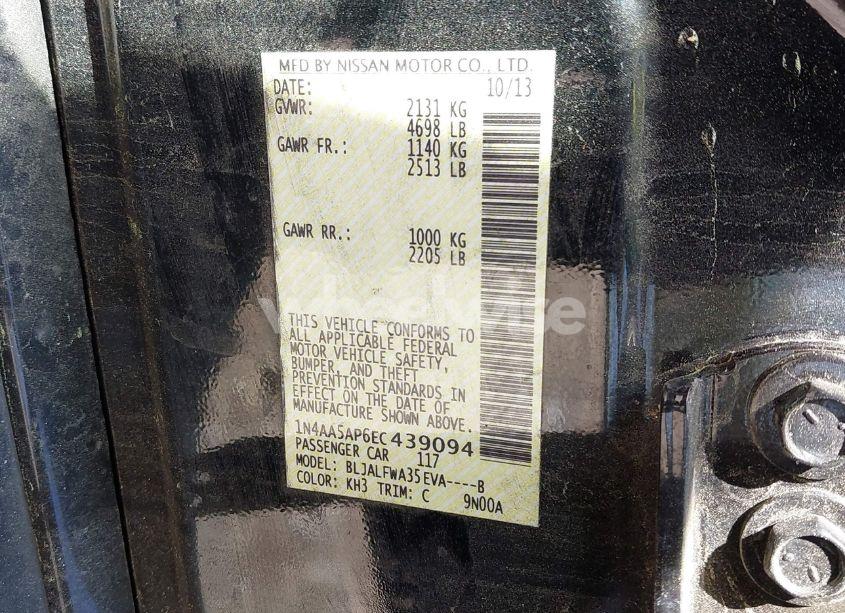 MFD BY NISSAN MOTOR CO., LTD.
DATE: 10/13
GVWR: 2131 KG
4698 LB
GAWR FR.: 1140 KG
2513 LB
GAWR RR.: 1000 KG
2205 LB
wheelwise
THIS VEHICLE CONFORMS TO
ALL APPLICABLE FEDERAL
MOTOR VEHICLE SAFETY,
BUMPER, AND THEFT
PREVENTION STANDARDS IN
EFFECT ON THE DATE OF
MANUFACTURE SHOWN ABOVE.
1N4AA5AP6EC439094
PASSENGER CAR 117
MODEL: BLJALFWA35EVA----B
COLOR: KH3 TRIM: C 9N00A